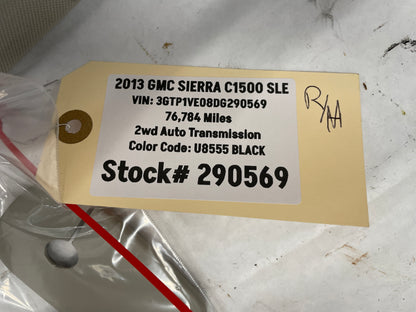 2013 GMC SIERRA C1500 SLE
VIN: 3GTP1VE08DG290569
76,784 Miles
2wd Auto Transmission
Color Code: U8555 BLACK
Stock# 290569